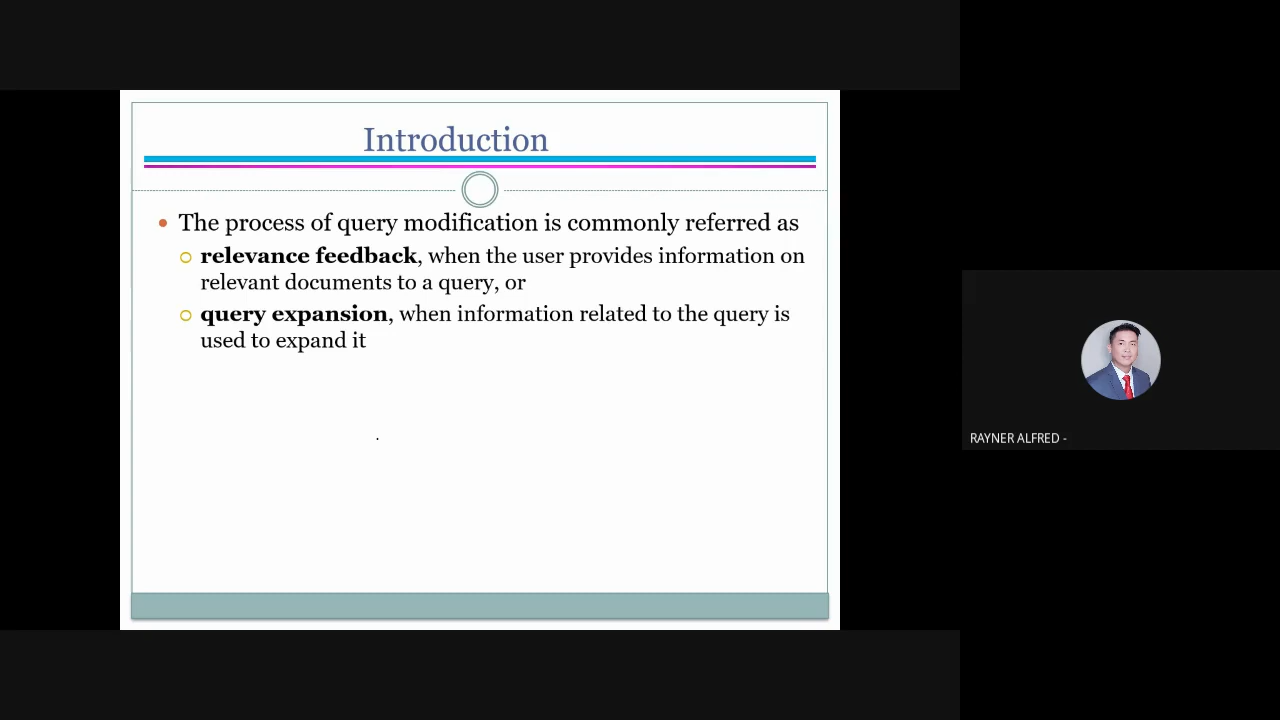 Introduction
The process of query modification is commonly referred as
relevance feedback, when the user provides information on
relevant documents to a query, or
query expansion, when information related to the query is
used to expand it
RAYNER ALFRED -